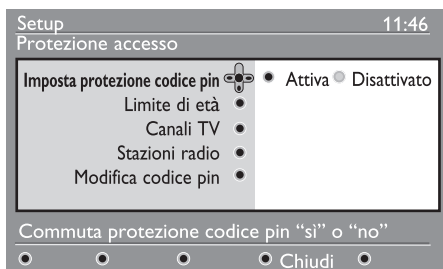 Setup 11:46
Protezione accesso
Imposta protezione codice pin Attiva Disattivato
Limite di età
Canali TV
Stazioni radio
Modifica codice pin
Commuta protezione codice pin “sì” o “no”
Chiudi